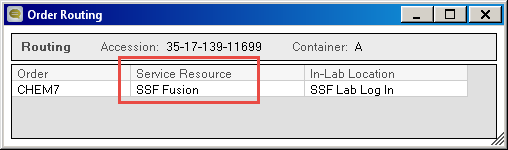 Order Routing
Routing Accession: 35-17-139-11699 Container: A
Order Service Resource In-Lab Location
CHEM7 SSF Fusion SSF Lab Log In